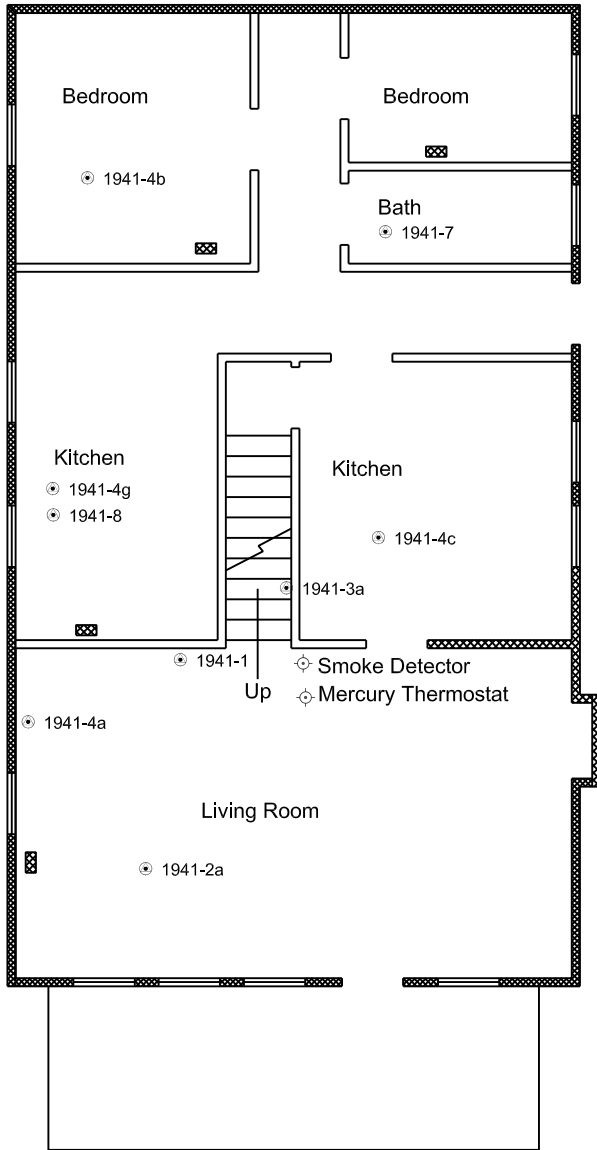 Bedroom
Bedroom
1941-4b
Bath
1941-7
Kitchen
Kitchen
1941-4g
1941-8
1941-4c
1941-3a
1941-1
Smoke Detector
Up
Mercury Thermostat
1941-4a
Living Room
1941-2a